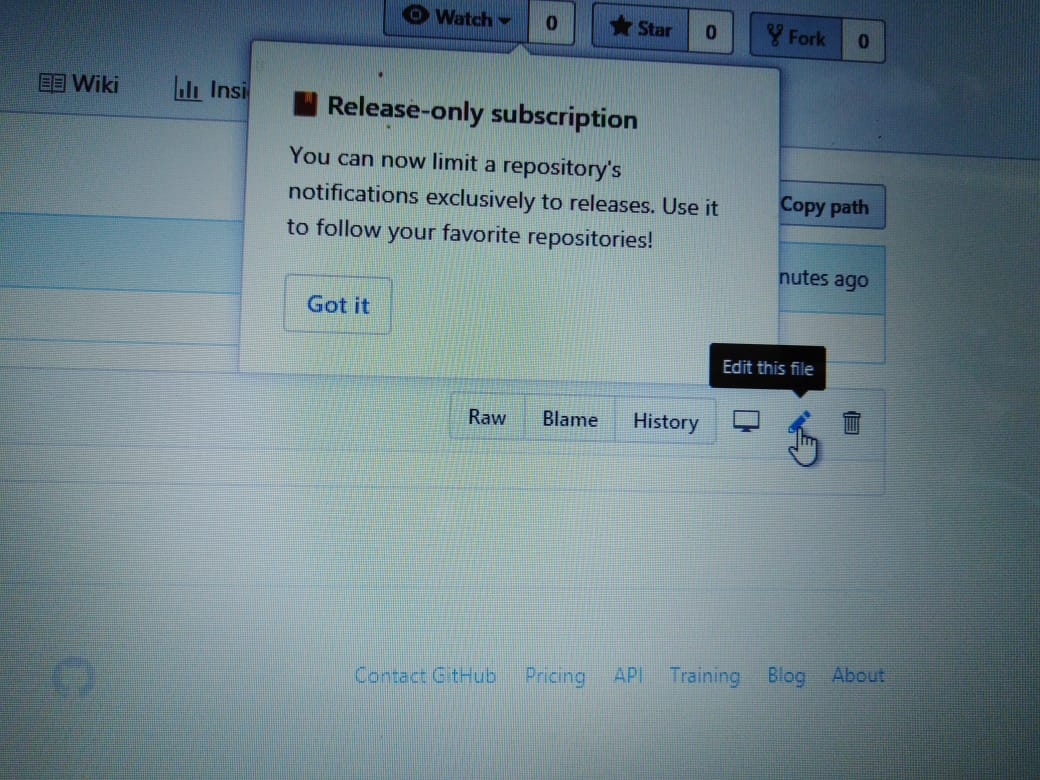 Watch 0 Star 0 Fork 0
Wiki
Release-only subscription
You can now limit a repository's
notifications exclusively to releases. Use it
to follow your favorite repositories!
Got it
Copy path
ago
Edit this file
Raw Blame History
Contact GitHub Pricing API Training Blog About